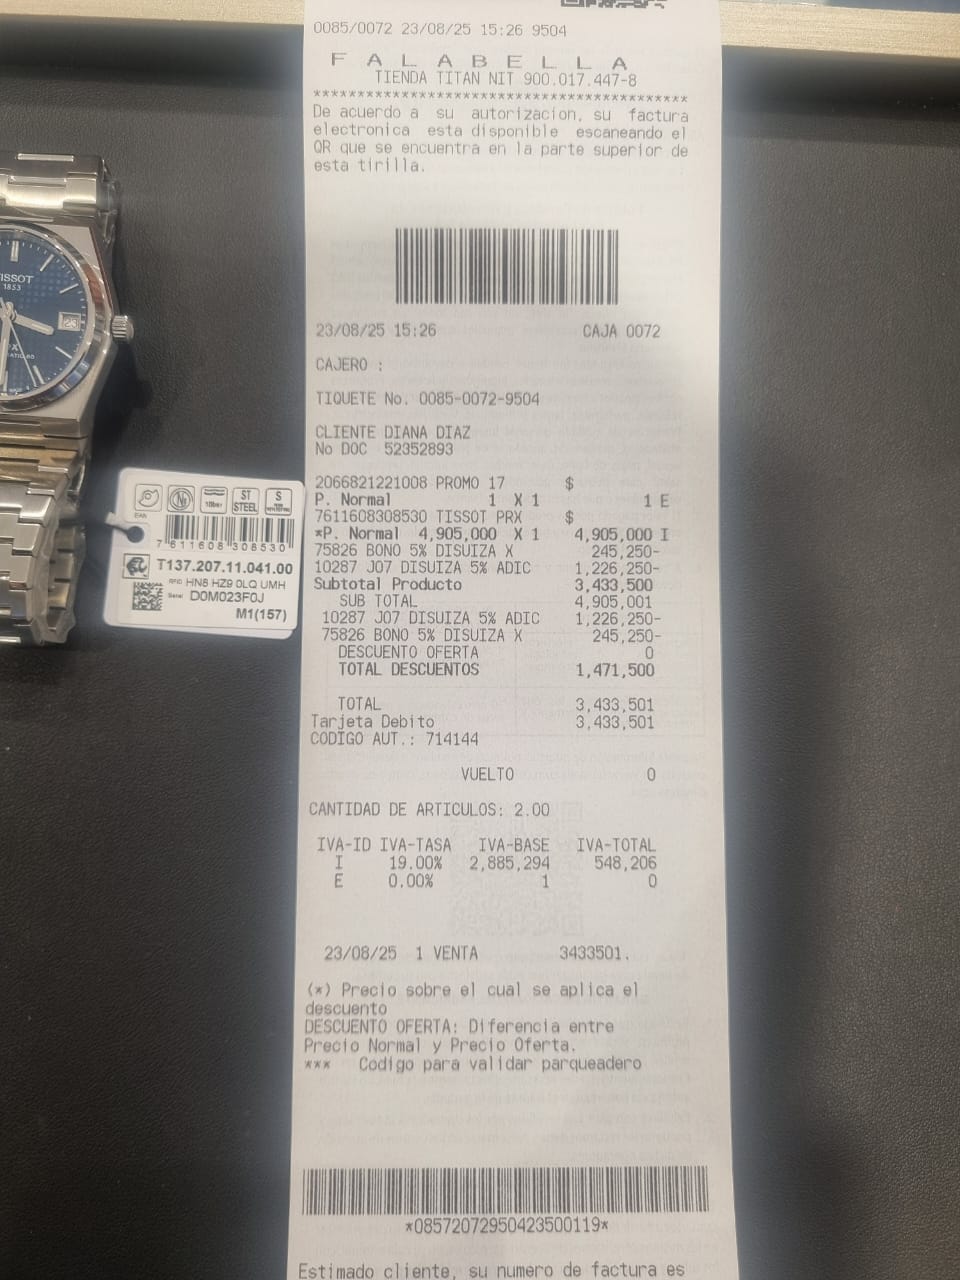 0085/0072 23/08/25 15:26 9504
F A L A B E L L A
TIENDA TITAN NIT 900.017.447-8
*******************************************
De acuerdo a su autorizacion, su factura
electronica esta disponible escaneando el
QR que se encuentra en la parte superior de
esta tirilla.
23/08/25 15:26 CAJA 0072
CAJERO :
TIQUETE No. 0085-0072-9504
CLIENTE DIANA DIAZ
No DOC 52352893
2066821221008 PROMO 17 $
P. Normal 1 X 1 1 E
7611608308530 TISSOT PRX $
*P. Normal 4,905,000 X 1 4,905,000 I
75826 BONO 5% DISUIZA X 245,250-
10287 J07 DISUIZA 5% ADIC 1,226,250-
Subtotal Producto 3,433,500
SUB TOTAL 4,905,001
10287 J07 DISUIZA 5% ADIC 1,226,250-
75826 BONO 5% DISUIZA X 245,250-
DESCUENTO OFERTA 0
TOTAL DESCUENTOS 1,471,500
TOTAL 3,433,501
Tarjeta Debito 3,433,501
CODIGO AUT.: 714144
VUELTO 0
CANTIDAD DE ARTICULOS: 2.00
IVA-ID IVA-TASA IVA-BASE IVA-TOTAL
I 19.00% 2,885,294 548,206
E 0.00% 1 0
23/08/25 1 VENTA 3433501.
(*) Precio sobre el cual se aplica el
descuento
DESCUENTO OFERTA: Diferencia entre
Precio Normal y Precio Oferta.
*** Codigo para validar parqueadero
*08572072950423500119*
Estimado cliente, su numero de factura es
ISSOT
1853
ST
STEEL
S
EAN
7 611608 308530
T137.207.11.041.00
RFID HN8 HZ9 0LQ UMH
Serial D0M023F0J
M1(157)